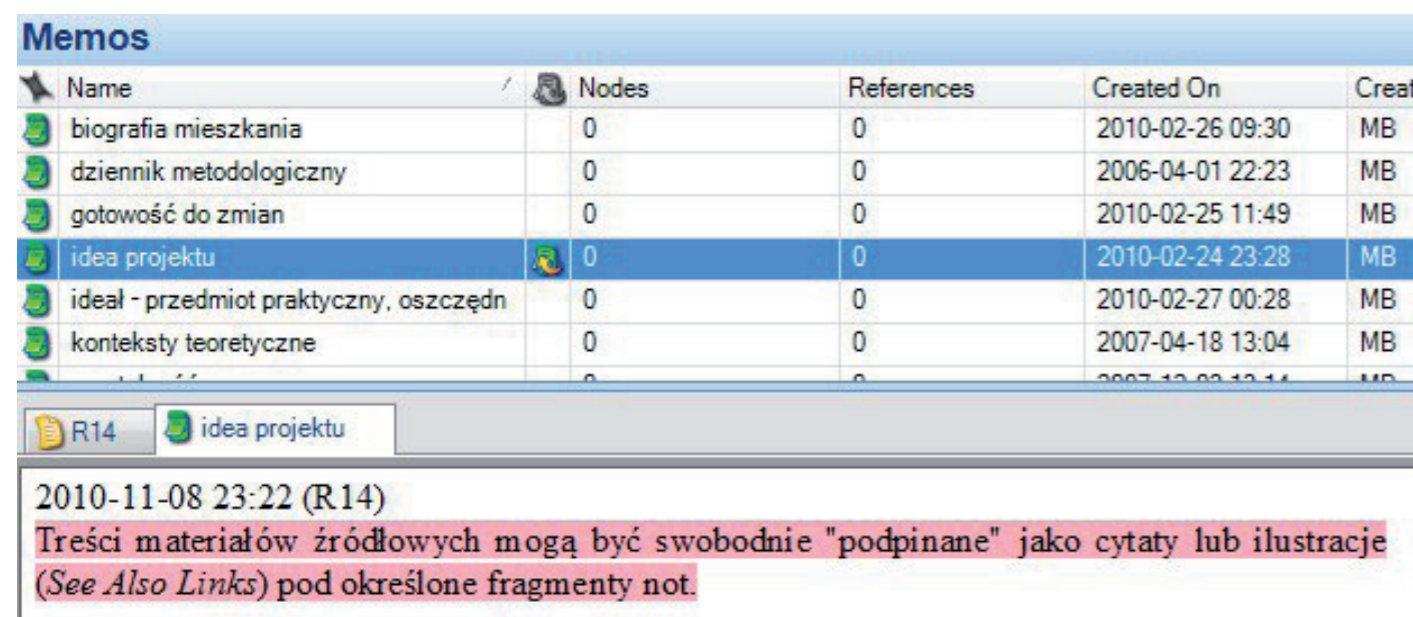 Memos
Name Nodes References Created On Creat
biografia mieszkania 0 0 2010-02-26 09:30 MB
dziennik metodologiczny 0 0 2006-04-01 22:23 MB
gotowość do zmian 0 0 2010-02-25 11:49 MB
idea projektu 0 0 2010-02-24 23:28 MB
ideał - przedmiot praktyczny, oszczędn 0 0 2010-02-27 00:28 MB
konteksty teoretyczne 0 0 2007-04-18 13:04 MB
R14 idea projektu
2010-11-08 23:22 (R14)
Treści materiałów źródłowych mogą być swobodnie "podpinane" jako cytaty lub ilustracje
(See Also Links) pod określone fragmenty not.